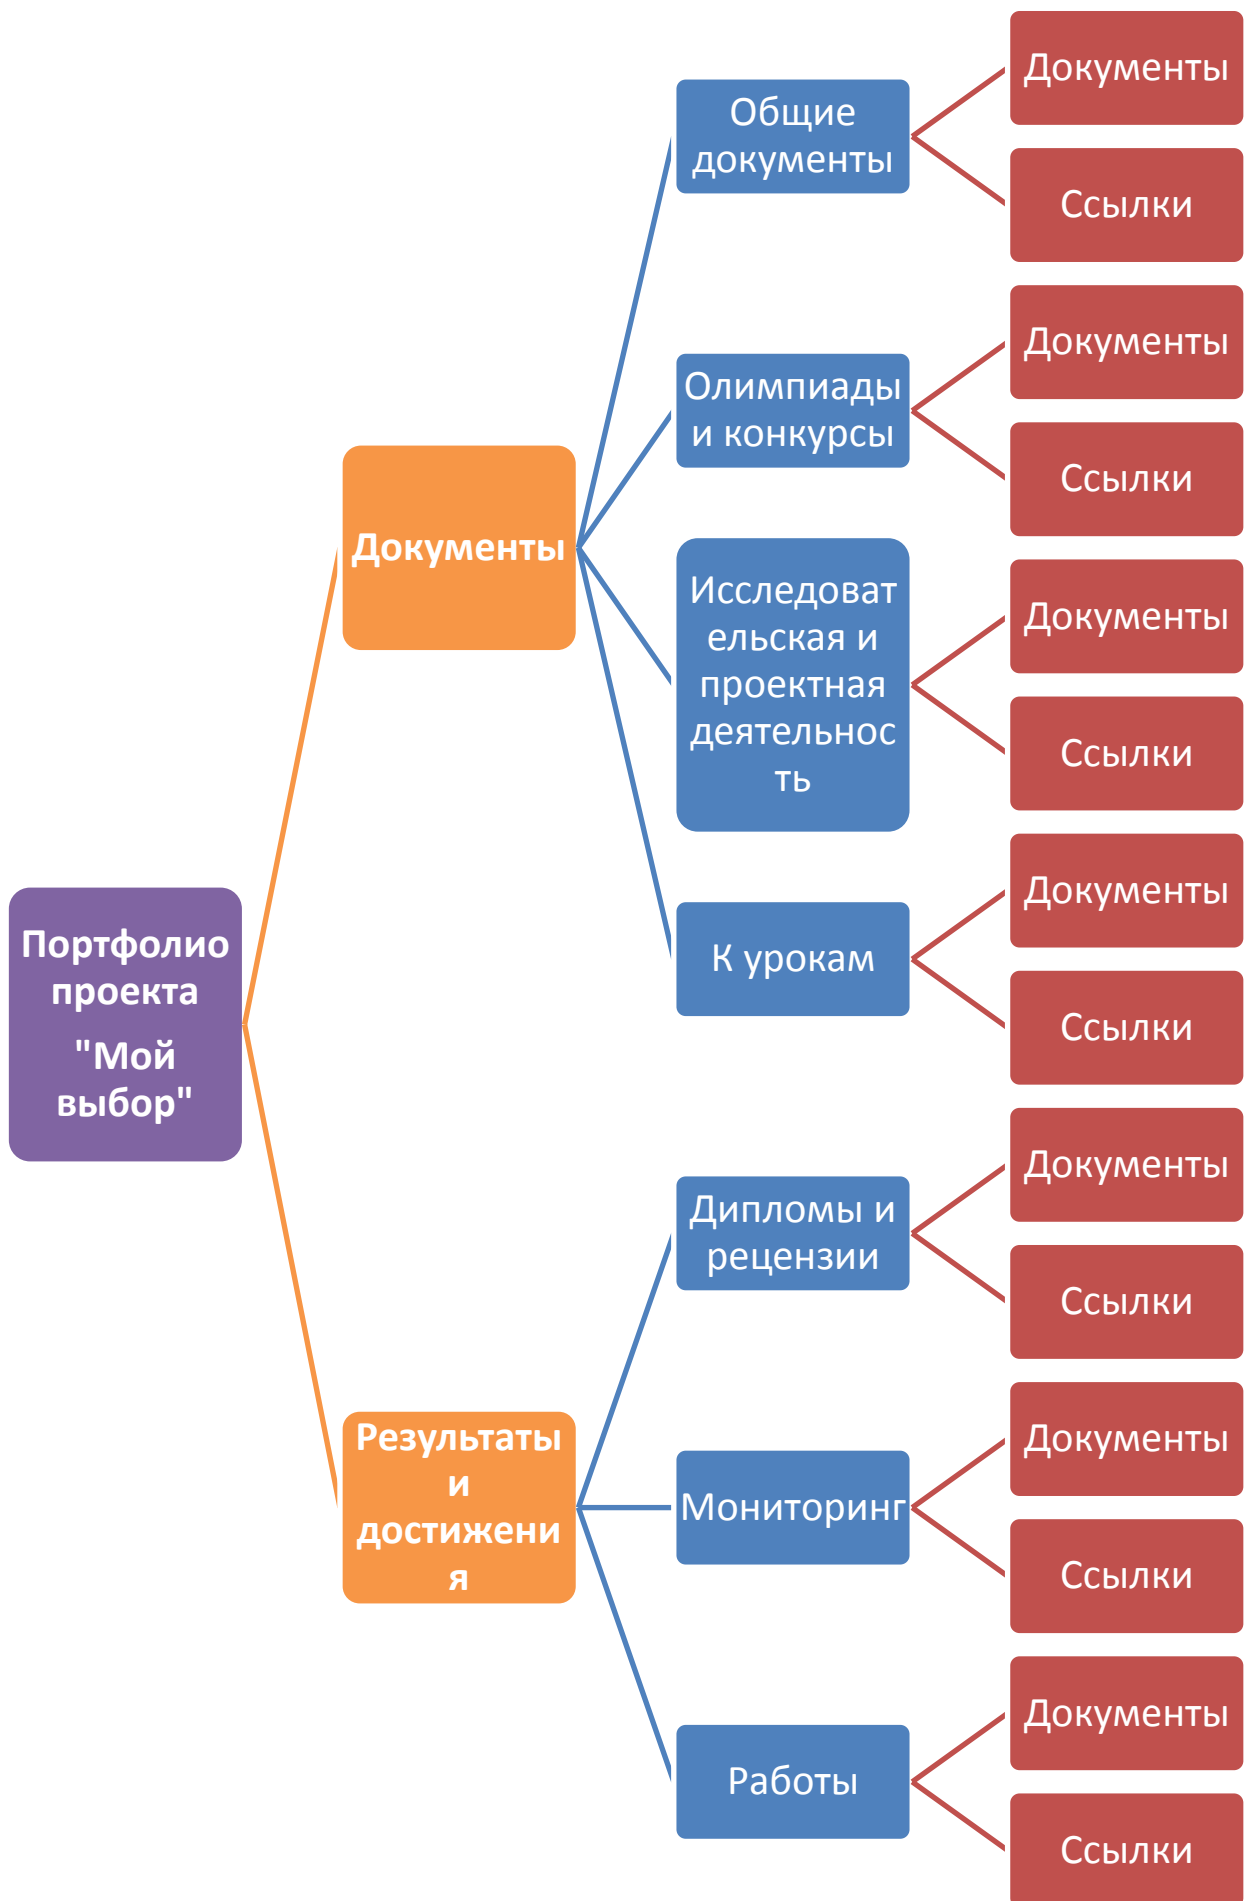 Портфолио
проекта
"Мой
выбор"
Документы
Общие
документы
Документы
Ссылки
Олимпиады
и конкурсы
Документы
Ссылки
Исследоват
ельская и
проектная
деятельнос
ть
Документы
Ссылки
К урокам
Документы
Ссылки
Результаты
и
достижени
я
Дипломы и
рецензии
Документы
Ссылки
Мониторинг
Документы
Ссылки
Работы
Документы
Ссылки